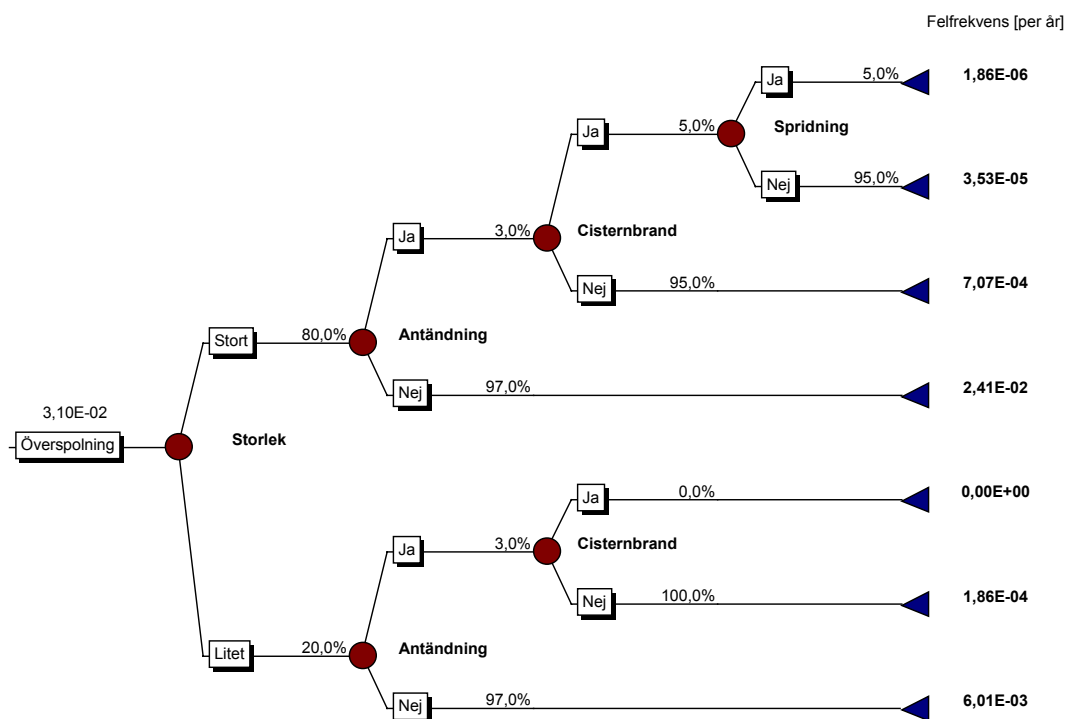 Felfrekvens [per år]
Ja 5,0% 1,86E-06
Ja 5,0% Spridning
Nej 95,0% 3,53E-05
Ja 3,0% Cisternbrand
Nej 95,0% 7,07E-04
Stort 80,0% Antändning
Nej 97,0% 2,41E-02
3,10E-02
Överspolning Storlek
Ja 0,0% 0,00E+00
Ja 3,0% Cisternbrand
Nej 100,0% 1,86E-04
Litet 20,0% Antändning
Nej 97,0% 6,01E-03